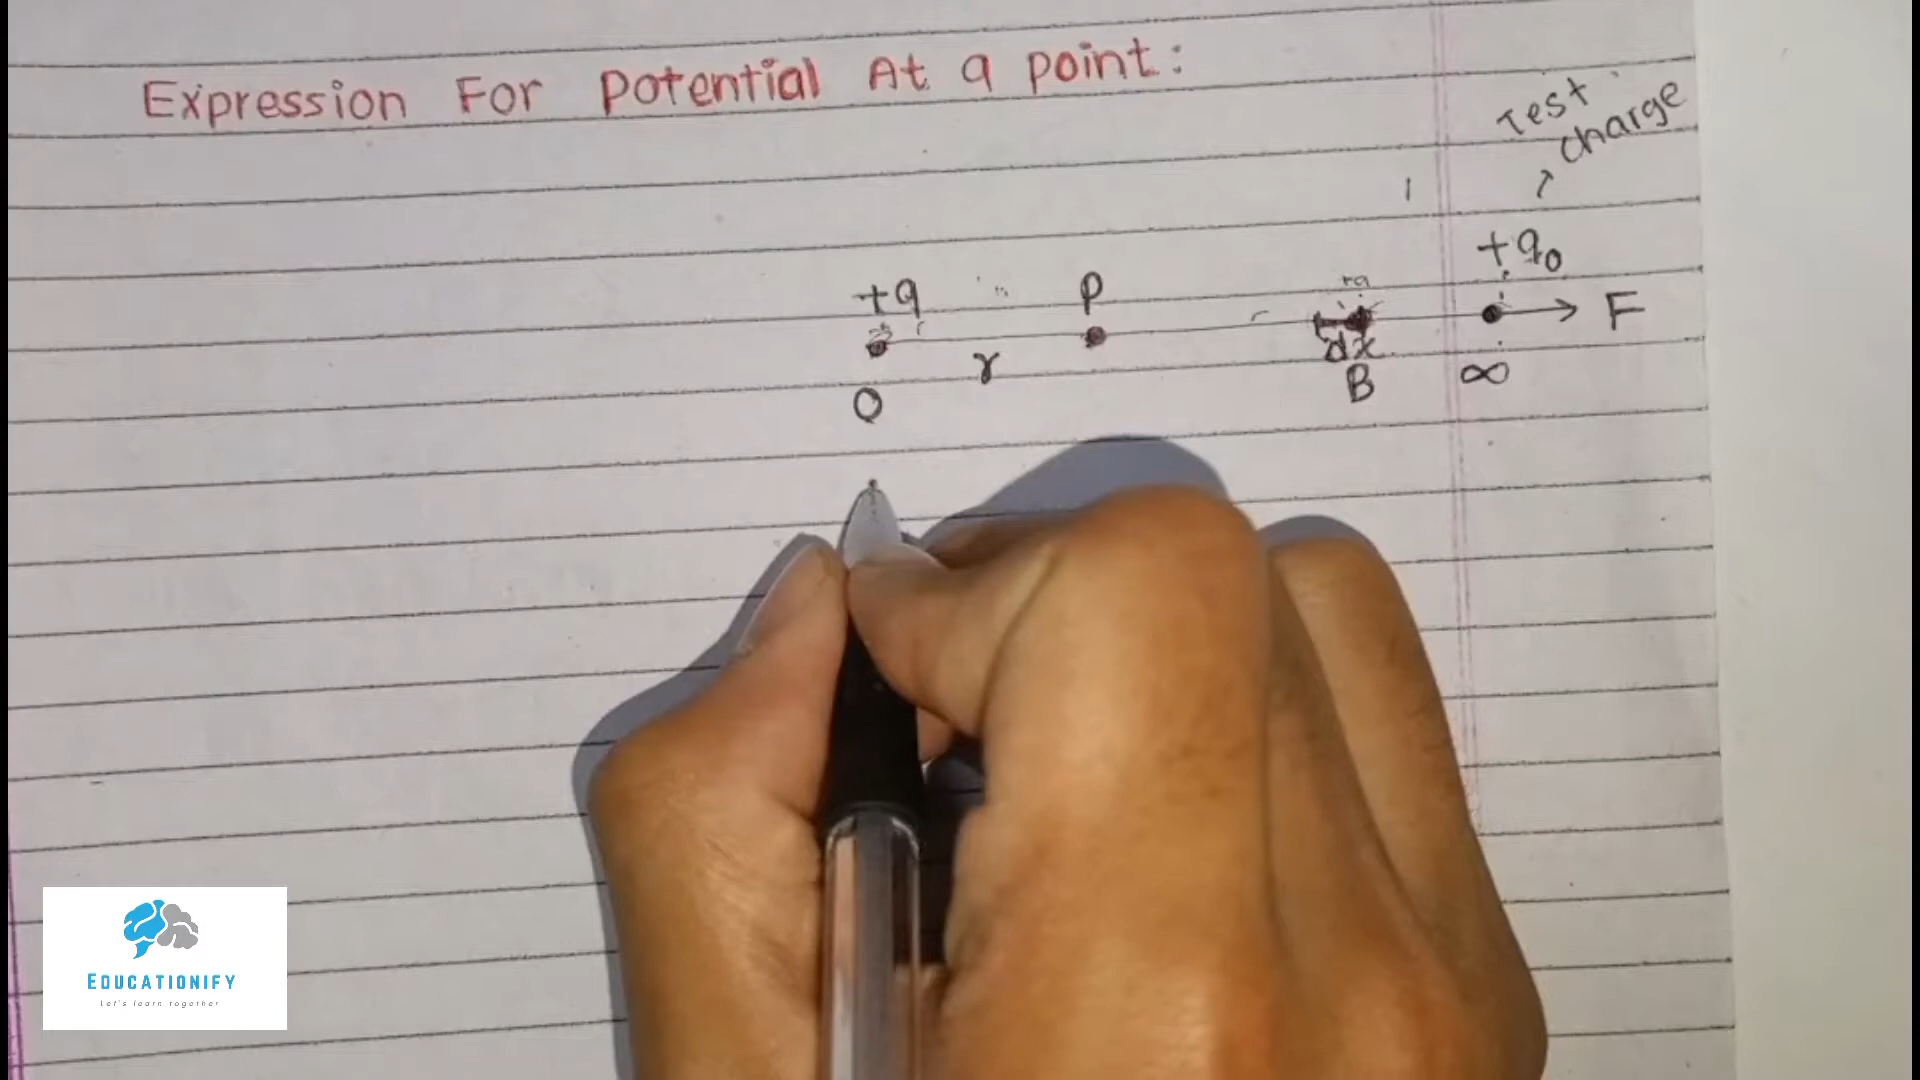 Expression For Potential At a point:
Test
charge
+q P +q₀
F
r dx
O B ∞
EDUCATIONIFY
Let's learn together